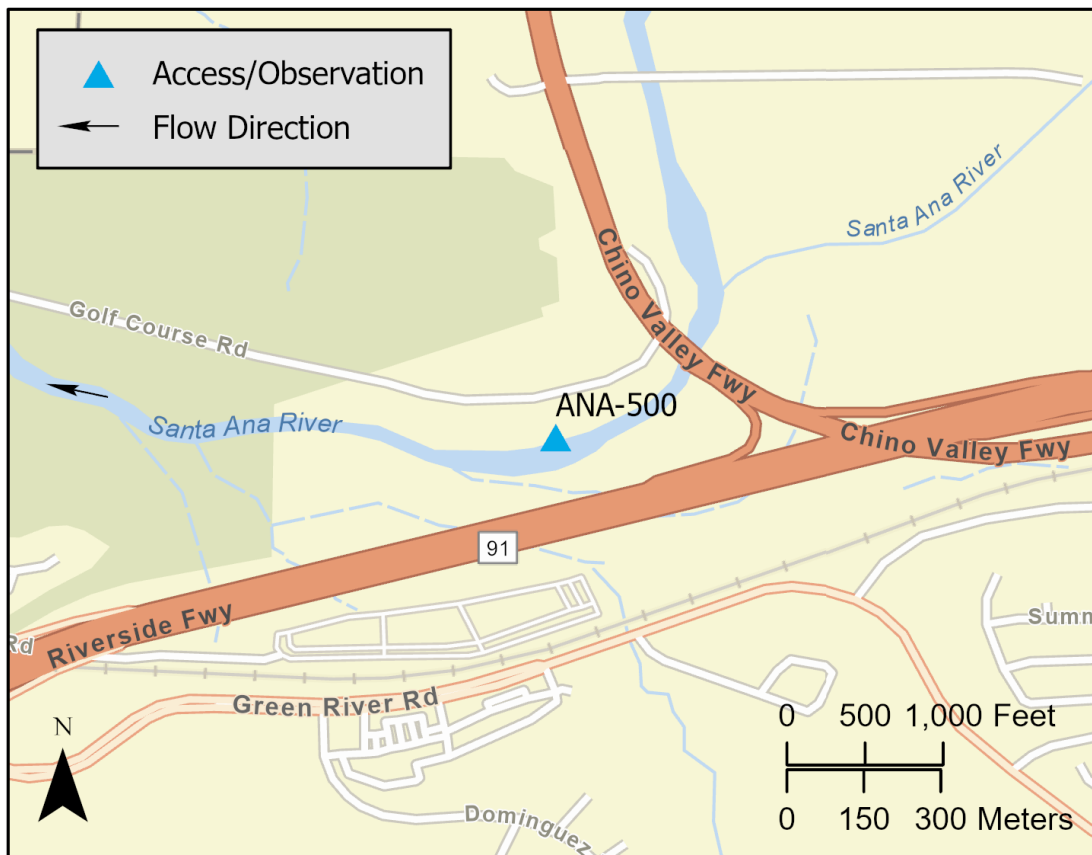 Access/Observation
Flow Direction
Santa Ana River
Chino Valley Fwy
Golf Course Rd
ANA-500
Santa Ana River
Chino Valley Fwy
91
Riverside Fwy
Rd
Summ
Green River Rd
N
0 500 1,000 Feet
0 150 300 Meters
Dominguez